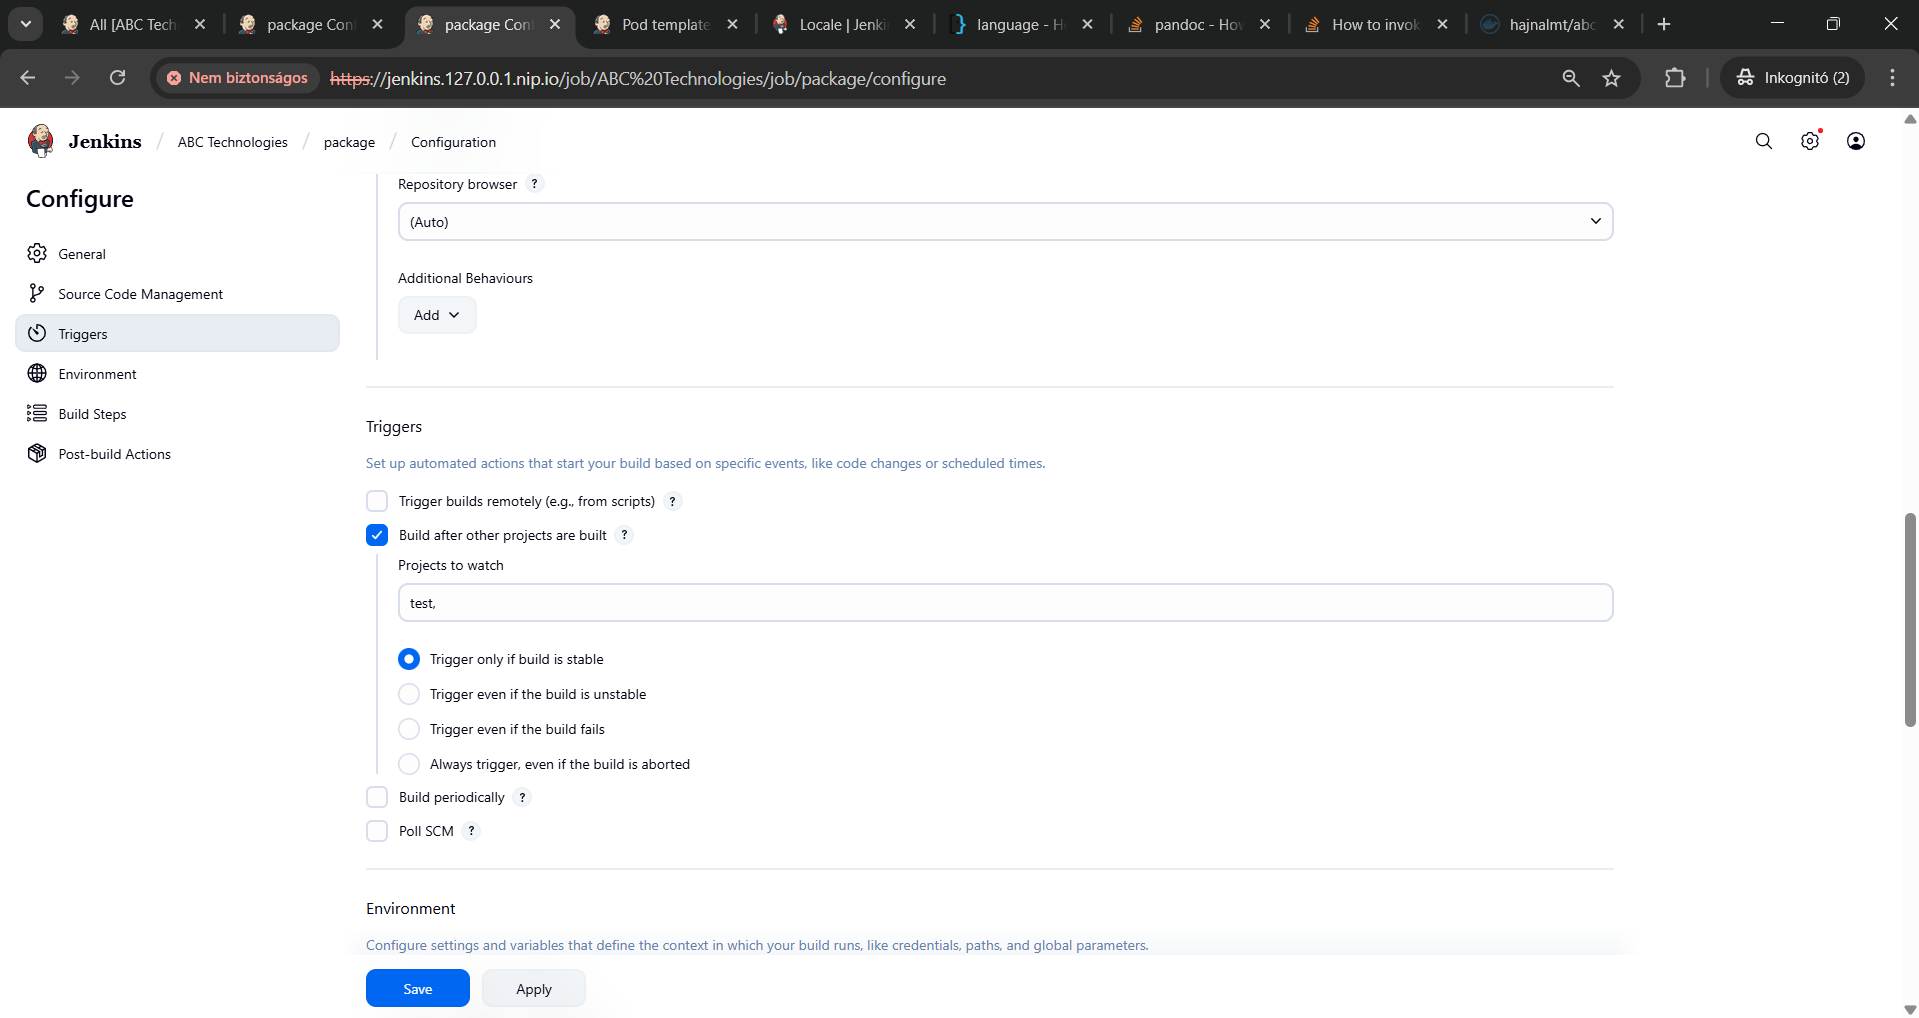 All [ABC Tech
package Con
package Con
Pod template
Locale | Jenki
language - H
pandoc - Ho
How to invok
hajnalmt/abc
Nem biztonságos
https://jenkins.127.0.0.1.nip.io/job/ABC%20Technologies/job/package/configure
Inkognitó (2)
Jenkins / ABC Technologies / package / Configuration
Configure
General
Source Code Management
Triggers
Environment
Build Steps
Post-build Actions
Repository browser ?
(Auto)
Additional Behaviours
Add
Triggers
Set up automated actions that start your build based on specific events, like code changes or scheduled times.
Trigger builds remotely (e.g., from scripts) ?
Build after other projects are built ?
Projects to watch
test,
Trigger only if build is stable
Trigger even if the build is unstable
Trigger even if the build fails
Always trigger, even if the build is aborted
Build periodically ?
Poll SCM ?
Environment
Configure settings and variables that define the context in which your build runs, like credentials, paths, and global parameters.
Save
Apply